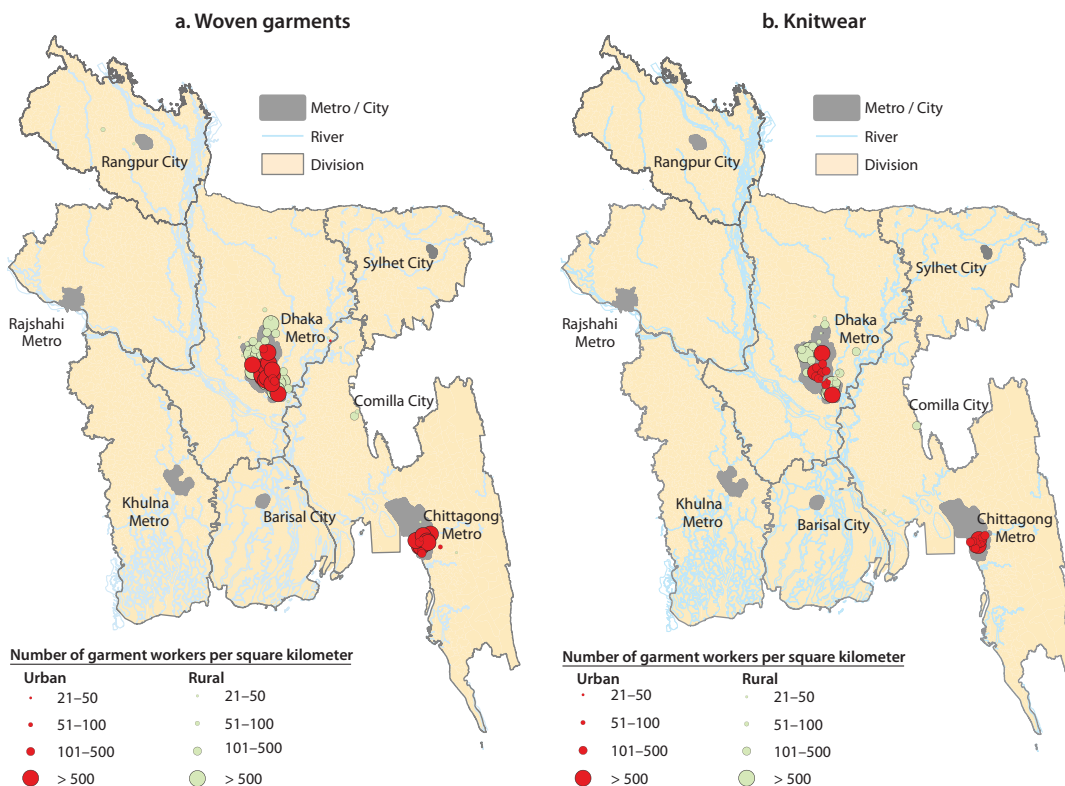 a. Woven garments
Metro / City
River
Division
Rangpur City
Sylhet City
Rajshahi
Metro
Dhaka
Metro
Comilla City
Khulna
Metro
Barisal City
Chittagong
Metro
Number of garment workers per square kilometer
Urban
Rural
21–50
21–50
51–100
51–100
101–500
101–500
> 500
> 500
b. Knitwear
Metro / City
River
Division
Rangpur City
Sylhet City
Rajshahi
Metro
Dhaka
Metro
Comilla City
Khulna
Metro
Barisal City
Chittagong
Metro
Number of garment workers per square kilometer
Urban
Rural
21–50
21–50
51–100
51–100
101–500
101–500
> 500
> 500